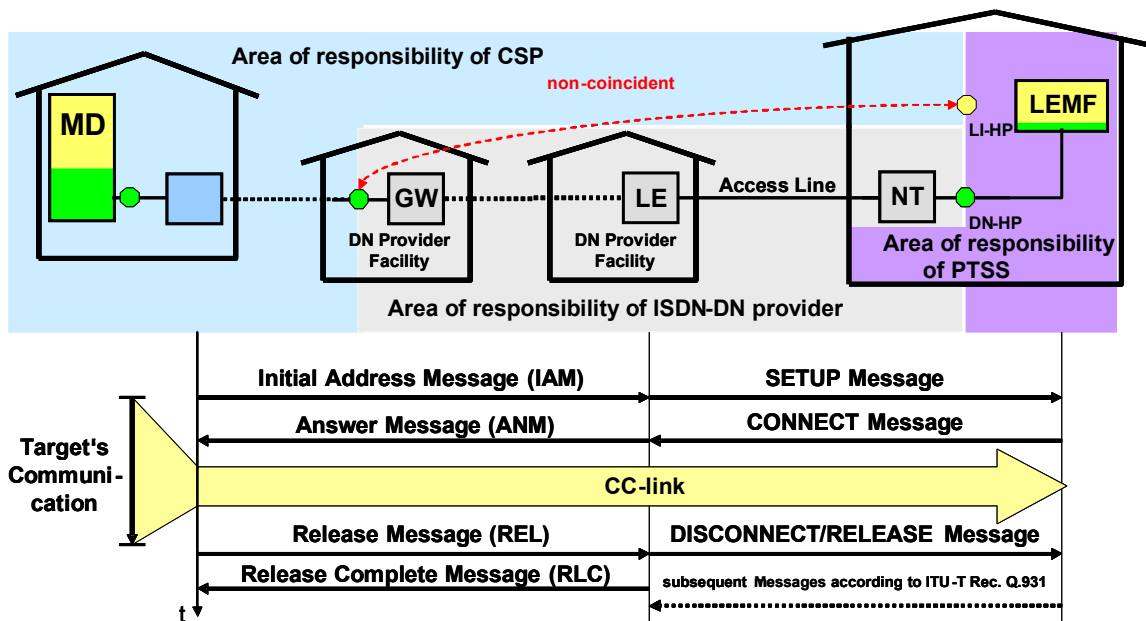 Area of responsibility of CSP
non-coincident
MD
LEMF
LI-HP
GW
LE
Access Line
NT
DN-HP
DN Provider
Facility
DN Provider
Facility
Area of responsibility
of PTSS
Area of responsibility of ISDN-DN provider
Initial Address Message (IAM)
SETUP Message
Answer Message (ANM)
CONNECT Message
Target's
Communi-
cation
CC-link
Release Message (REL)
DISCONNECT/RELEASE Message
Release Complete Message (RLC)
subsequent Messages according to ITU-T Rec. Q.931
t